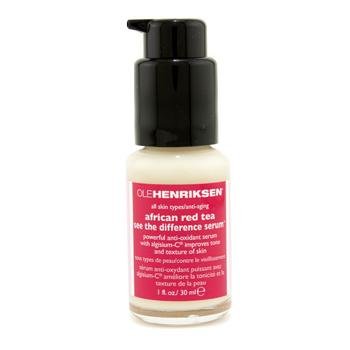 OLEHENRIKSEN®
all skin types/anti-aging
african red tea
see the difference serum™
powerful anti-oxidant serum
with algisium-C® improves tone
and texture of skin
tous types de peau/contre le vieillissement
sérum anti-oxydant puissant avec
algisium-C® améliore la tonicité et la
texture de la peau
1 fl.oz/ 30 ml ℮